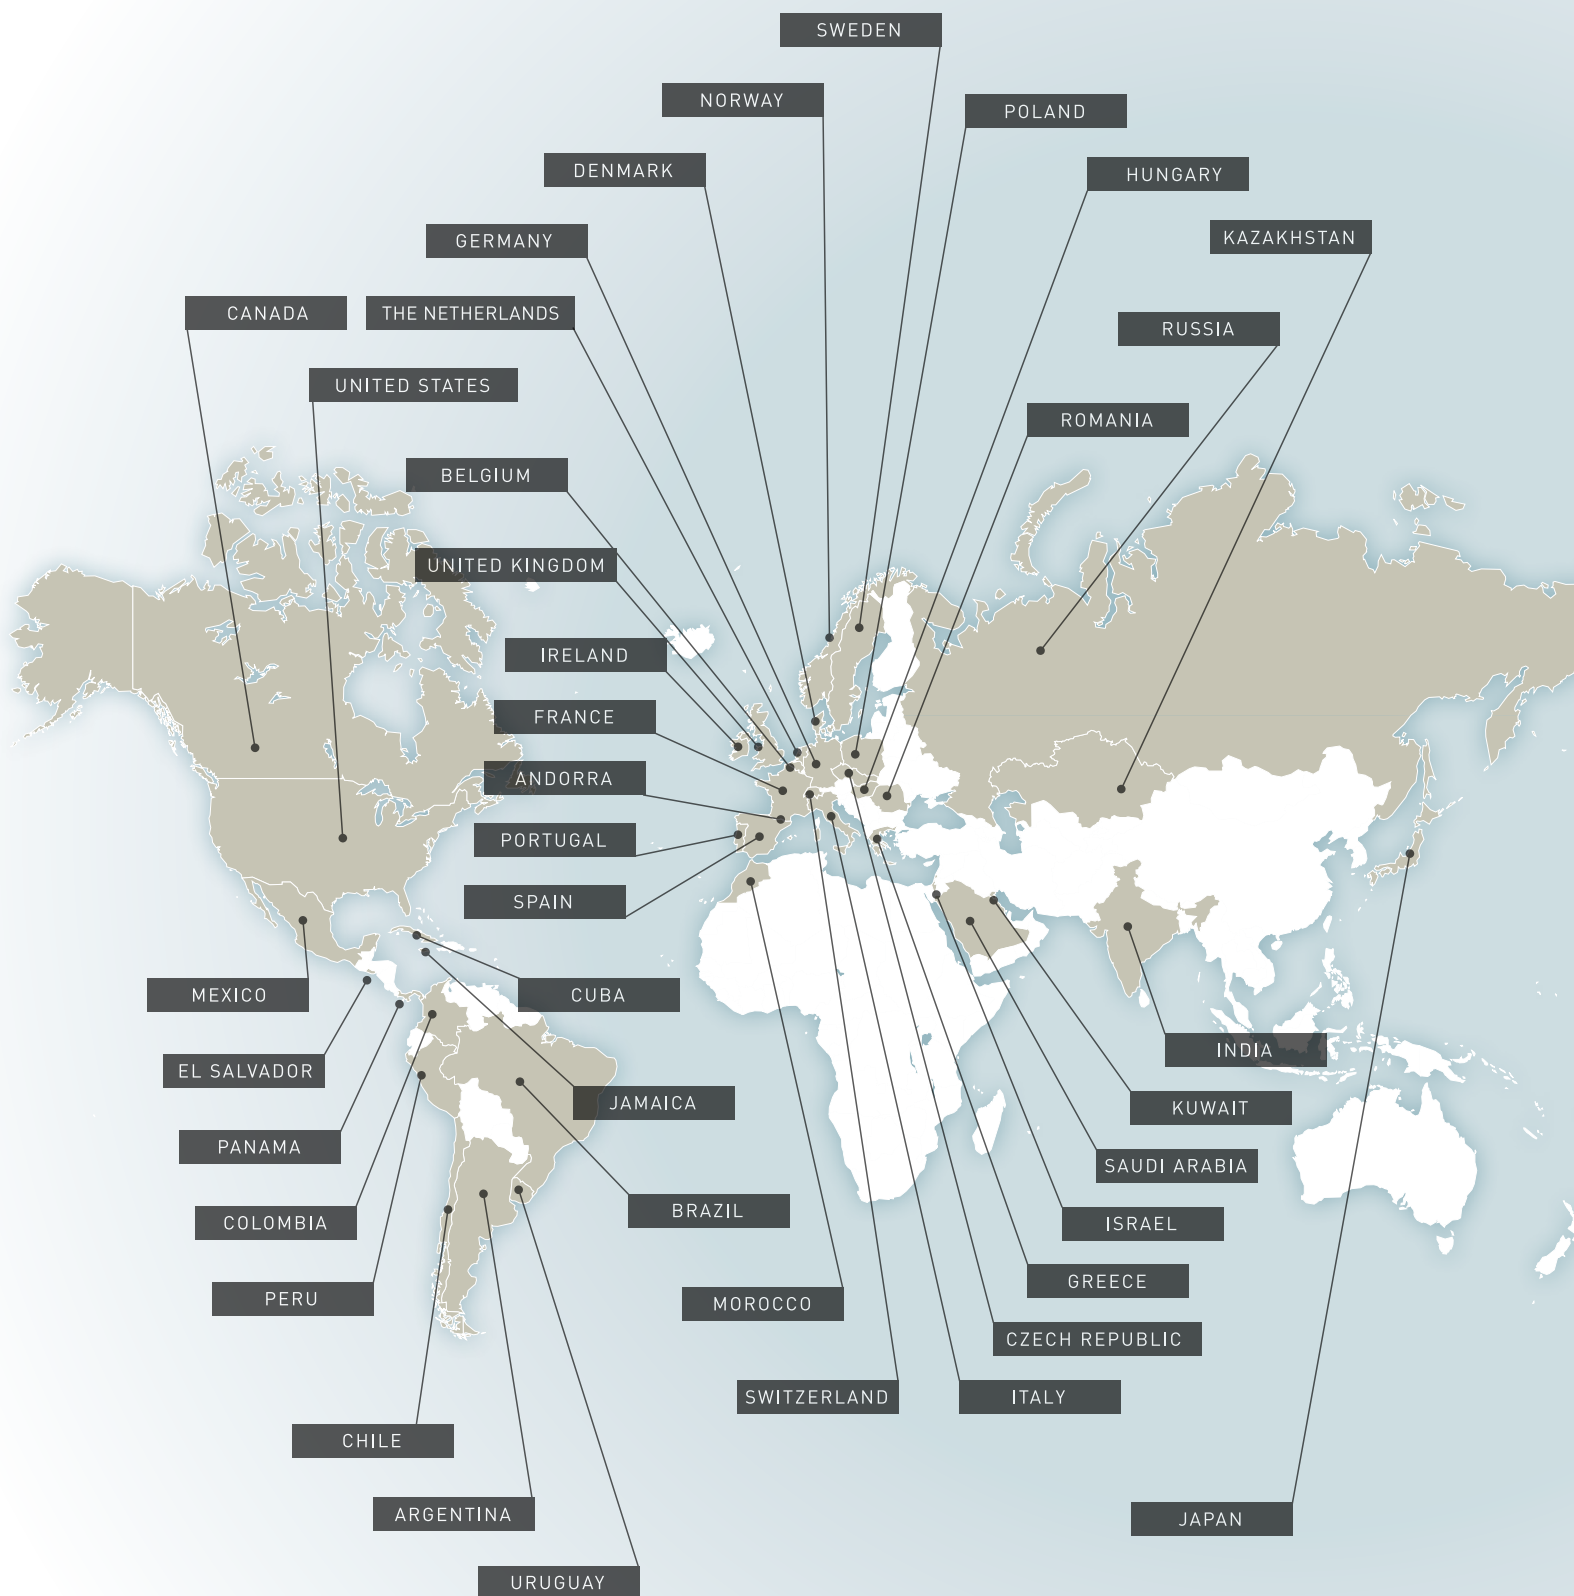 SWEDEN
NORWAY
POLAND
DENMARK
HUNGARY
GERMANY
KAZAKHSTAN
CANADA
THE NETHERLANDS
RUSSIA
UNITED STATES
ROMANIA
BELGIUM
UNITED KINGDOM
IRELAND
FRANCE
ANDORRA
PORTUGAL
SPAIN
MEXICO
CUBA
INDIA
EL SALVADOR
JAMAICA
KUWAIT
PANAMA
SAUDI ARABIA
BRAZIL
COLOMBIA
ISRAEL
GREECE
PERU
MOROCCO
CZECH REPUBLIC
SWITZERLAND
ITALY
CHILE
ARGENTINA
JAPAN
URUGUAY